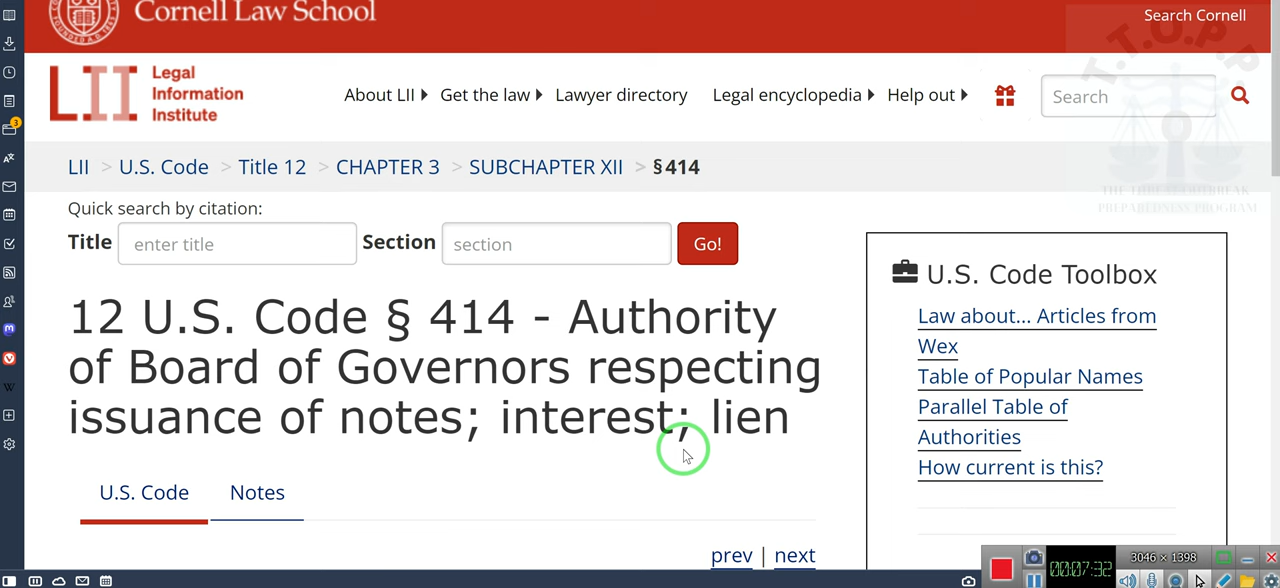 Cornell Law School
Search Cornell
LII Legal
Information
Institute
About LII Get the law Lawyer directory Legal encyclopedia Help out
Search
T.T.O.P.P
LII > U.S. Code > Title 12 > CHAPTER 3 > SUBCHAPTER XII > § 414
PREPAREDNESS PROGRAM
Quick search by citation:
Title enter title Section section Go!
12 U.S. Code § 414 - Authority
of Board of Governors respecting
issuance of notes; interest; lien
U.S. Code Notes
prev | next
U.S. Code Toolbox
Law about... Articles from
Wex
Table of Popular Names
Parallel Table of
Authorities
How current is this?
3
W
3046 × 1398
00:07:32